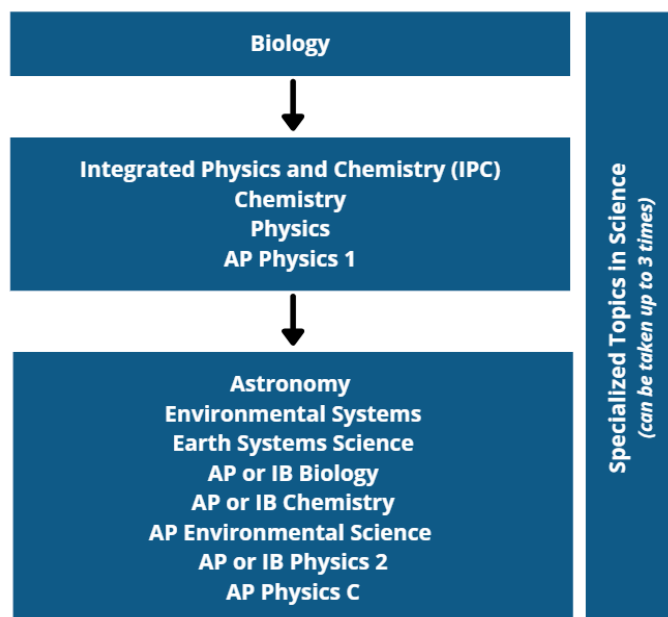 Biology
Integrated Physics and Chemistry (IPC)
Chemistry
Physics
AP Physics 1
Astronomy
Environmental Systems
Earth Systems Science
AP or IB Biology
AP or IB Chemistry
AP Environmental Science
AP or IB Physics 2
AP Physics C
Specialized Topics in Science
(can be taken up to 3 times)